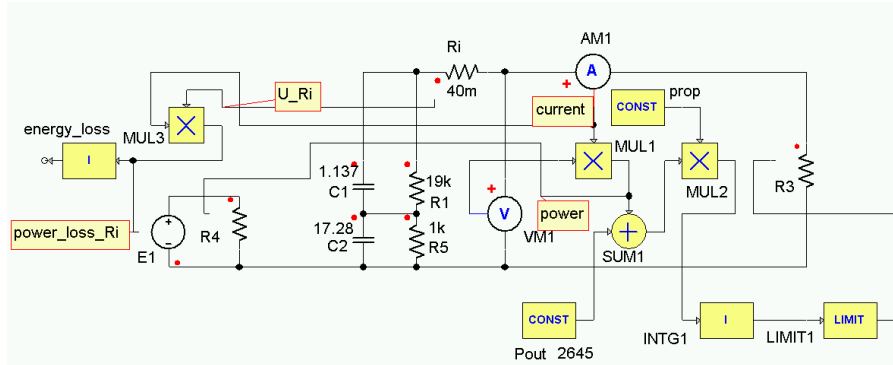 AM1
Ri
A
prop
40m
U_Ri
current
CONST
energy_loss
MUL3
MUL1
I
1.137
C1
19k
R1
MUL2
R3
power_loss_Ri
E1
R4
17.28
C2
1k
R5
V
VM1
power
SUM1
CONST
I
LIMIT
Pout 2645
INTG1
LIMIT1